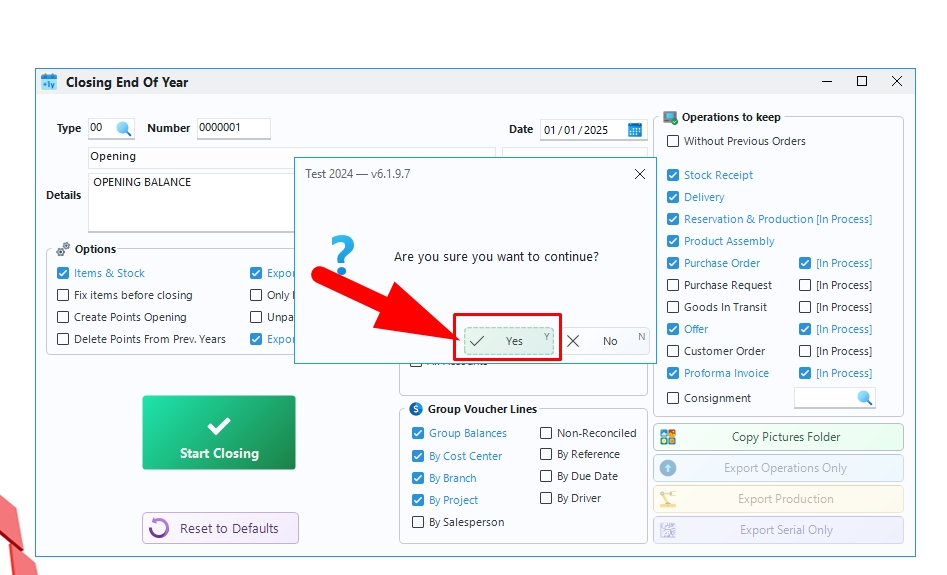 +1y Closing End Of Year
Type 00 Number 0000001 Date 01/01/2025
Opening
Details OPENING BALANCE
Options
Items & Stock
Fix items before closing
Create Points Opening
Delete Points From Prev. Years
Start Closing
Reset to Defaults
Test 2024 — v6.1.9.7
?
Are you sure you want to continue?
Yes Y
No N
Group Voucher Lines
Group Balances
Non-Reconciled
By Cost Center
By Reference
By Branch
By Due Date
By Project
By Driver
By Salesperson
Operations to keep
Without Previous Orders
Stock Receipt
Delivery
Reservation & Production [In Process]
Product Assembly
Purchase Order [In Process]
Purchase Request [In Process]
Goods In Transit [In Process]
Offer [In Process]
Customer Order [In Process]
Proforma Invoice [In Process]
Consignment
Copy Pictures Folder
Export Operations Only
Export Production
Export Serial Only